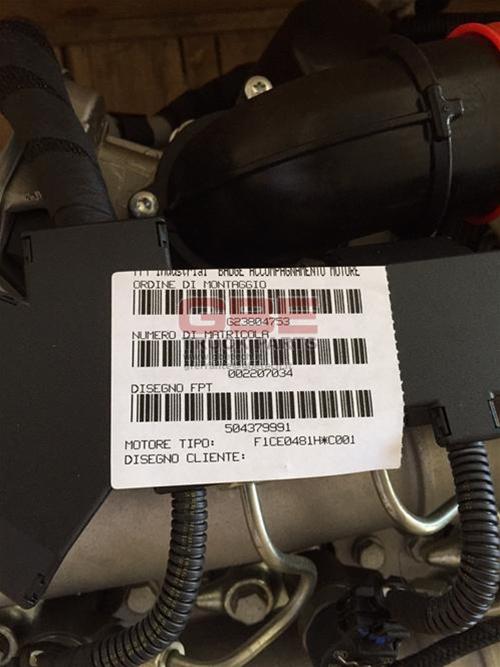 FPT Industrial BADGE ACCOMPAGNAMENTO MOTORE
ORDINE DI MONTAGGIO
G23804753
NUMERO DI MATRICOLA
002207034
DISEGNO FPT
504379991
MOTORE TIPO: F1CE0481H*C001
DISEGNO CLIENTE:
GRE